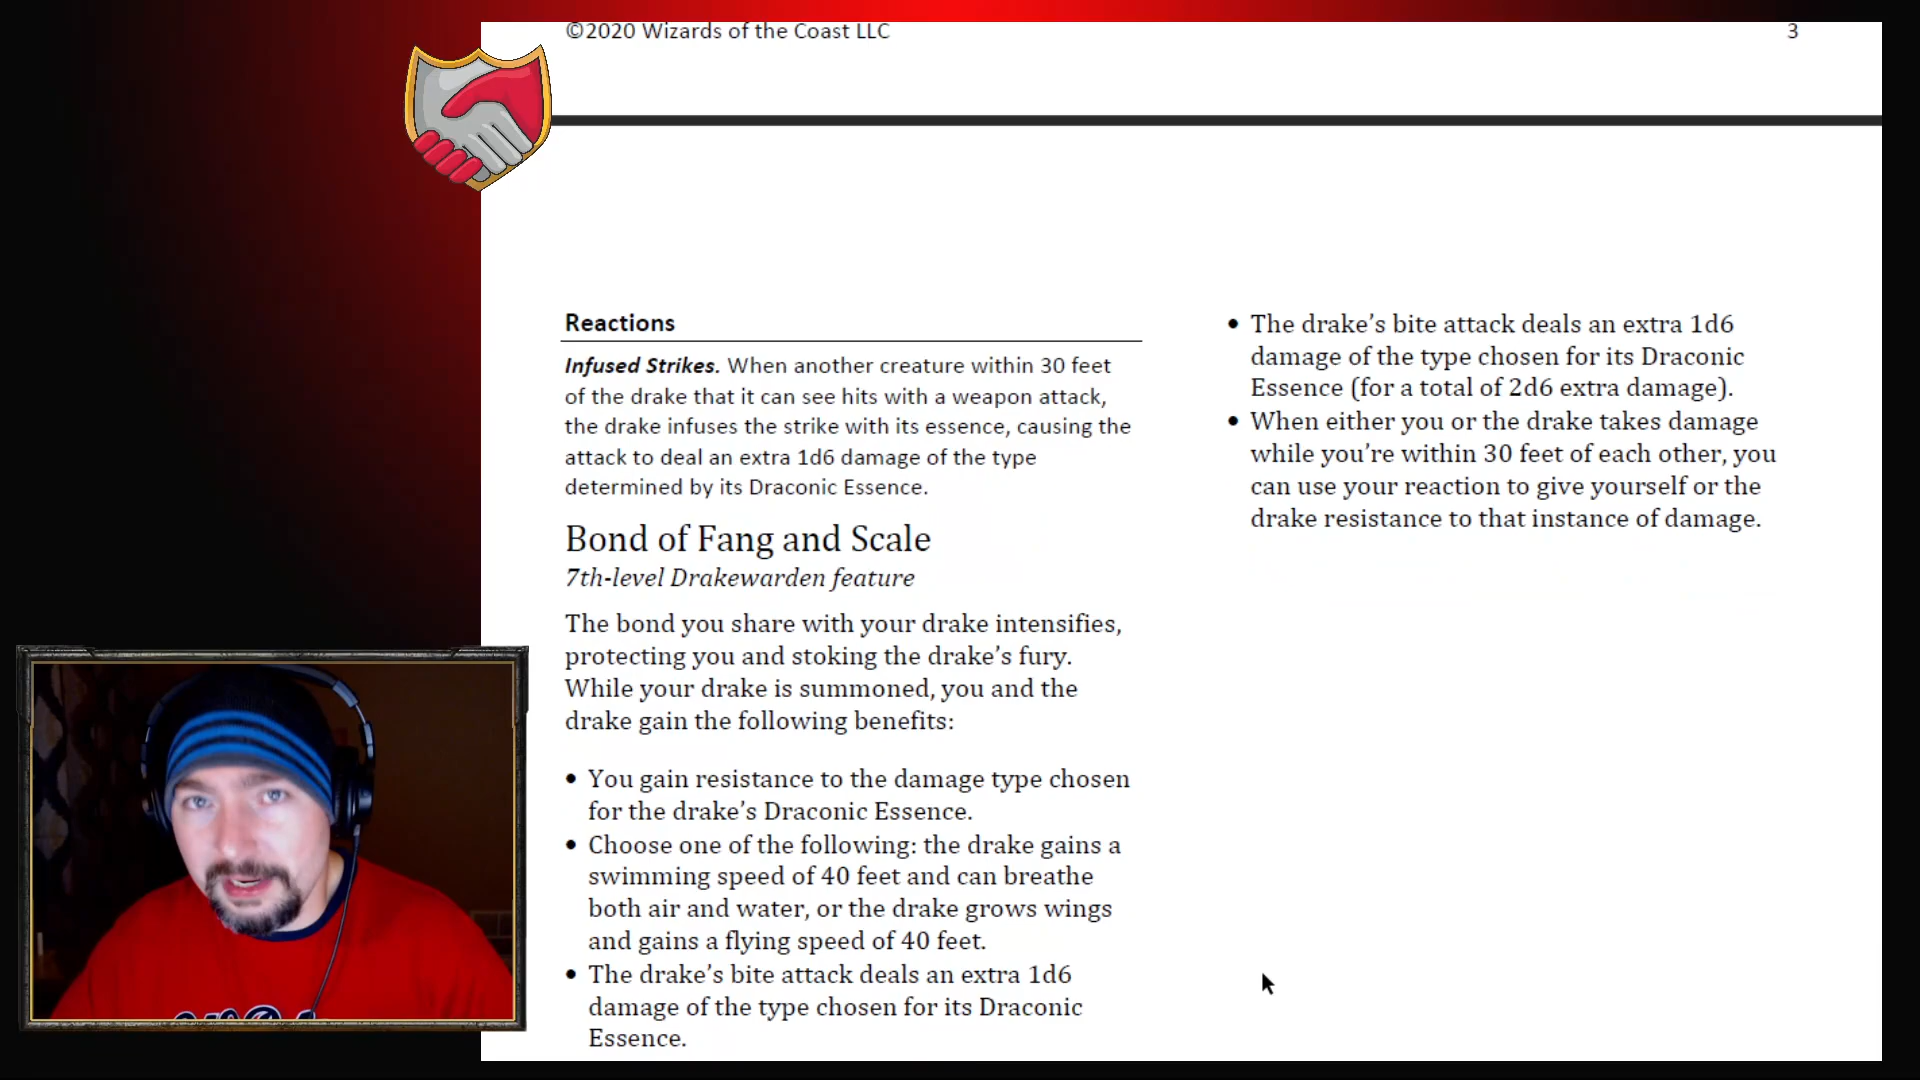 ©2020 Wizards of the Coast LLC
3
Reactions
Infused Strikes. When another creature within 30 feet
of the drake that it can see hits with a weapon attack,
the drake infuses the strike with its essence, causing the
attack to deal an extra 1d6 damage of the type
determined by its Draconic Essence.
Bond of Fang and Scale
7th-level Drakewarden feature
The bond you share with your drake intensifies,
protecting you and stoking the drake’s fury.
While your drake is summoned, you and the
drake gain the following benefits:
• You gain resistance to the damage type chosen
for the drake’s Draconic Essence.
• Choose one of the following: the drake gains a
swimming speed of 40 feet and can breathe
both air and water, or the drake grows wings
and gains a flying speed of 40 feet.
• The drake’s bite attack deals an extra 1d6
damage of the type chosen for its Draconic
Essence.
• The drake’s bite attack deals an extra 1d6
damage of the type chosen for its Draconic
Essence (for a total of 2d6 extra damage).
• When either you or the drake takes damage
while you’re within 30 feet of each other, you
can use your reaction to give yourself or the
drake resistance to that instance of damage.